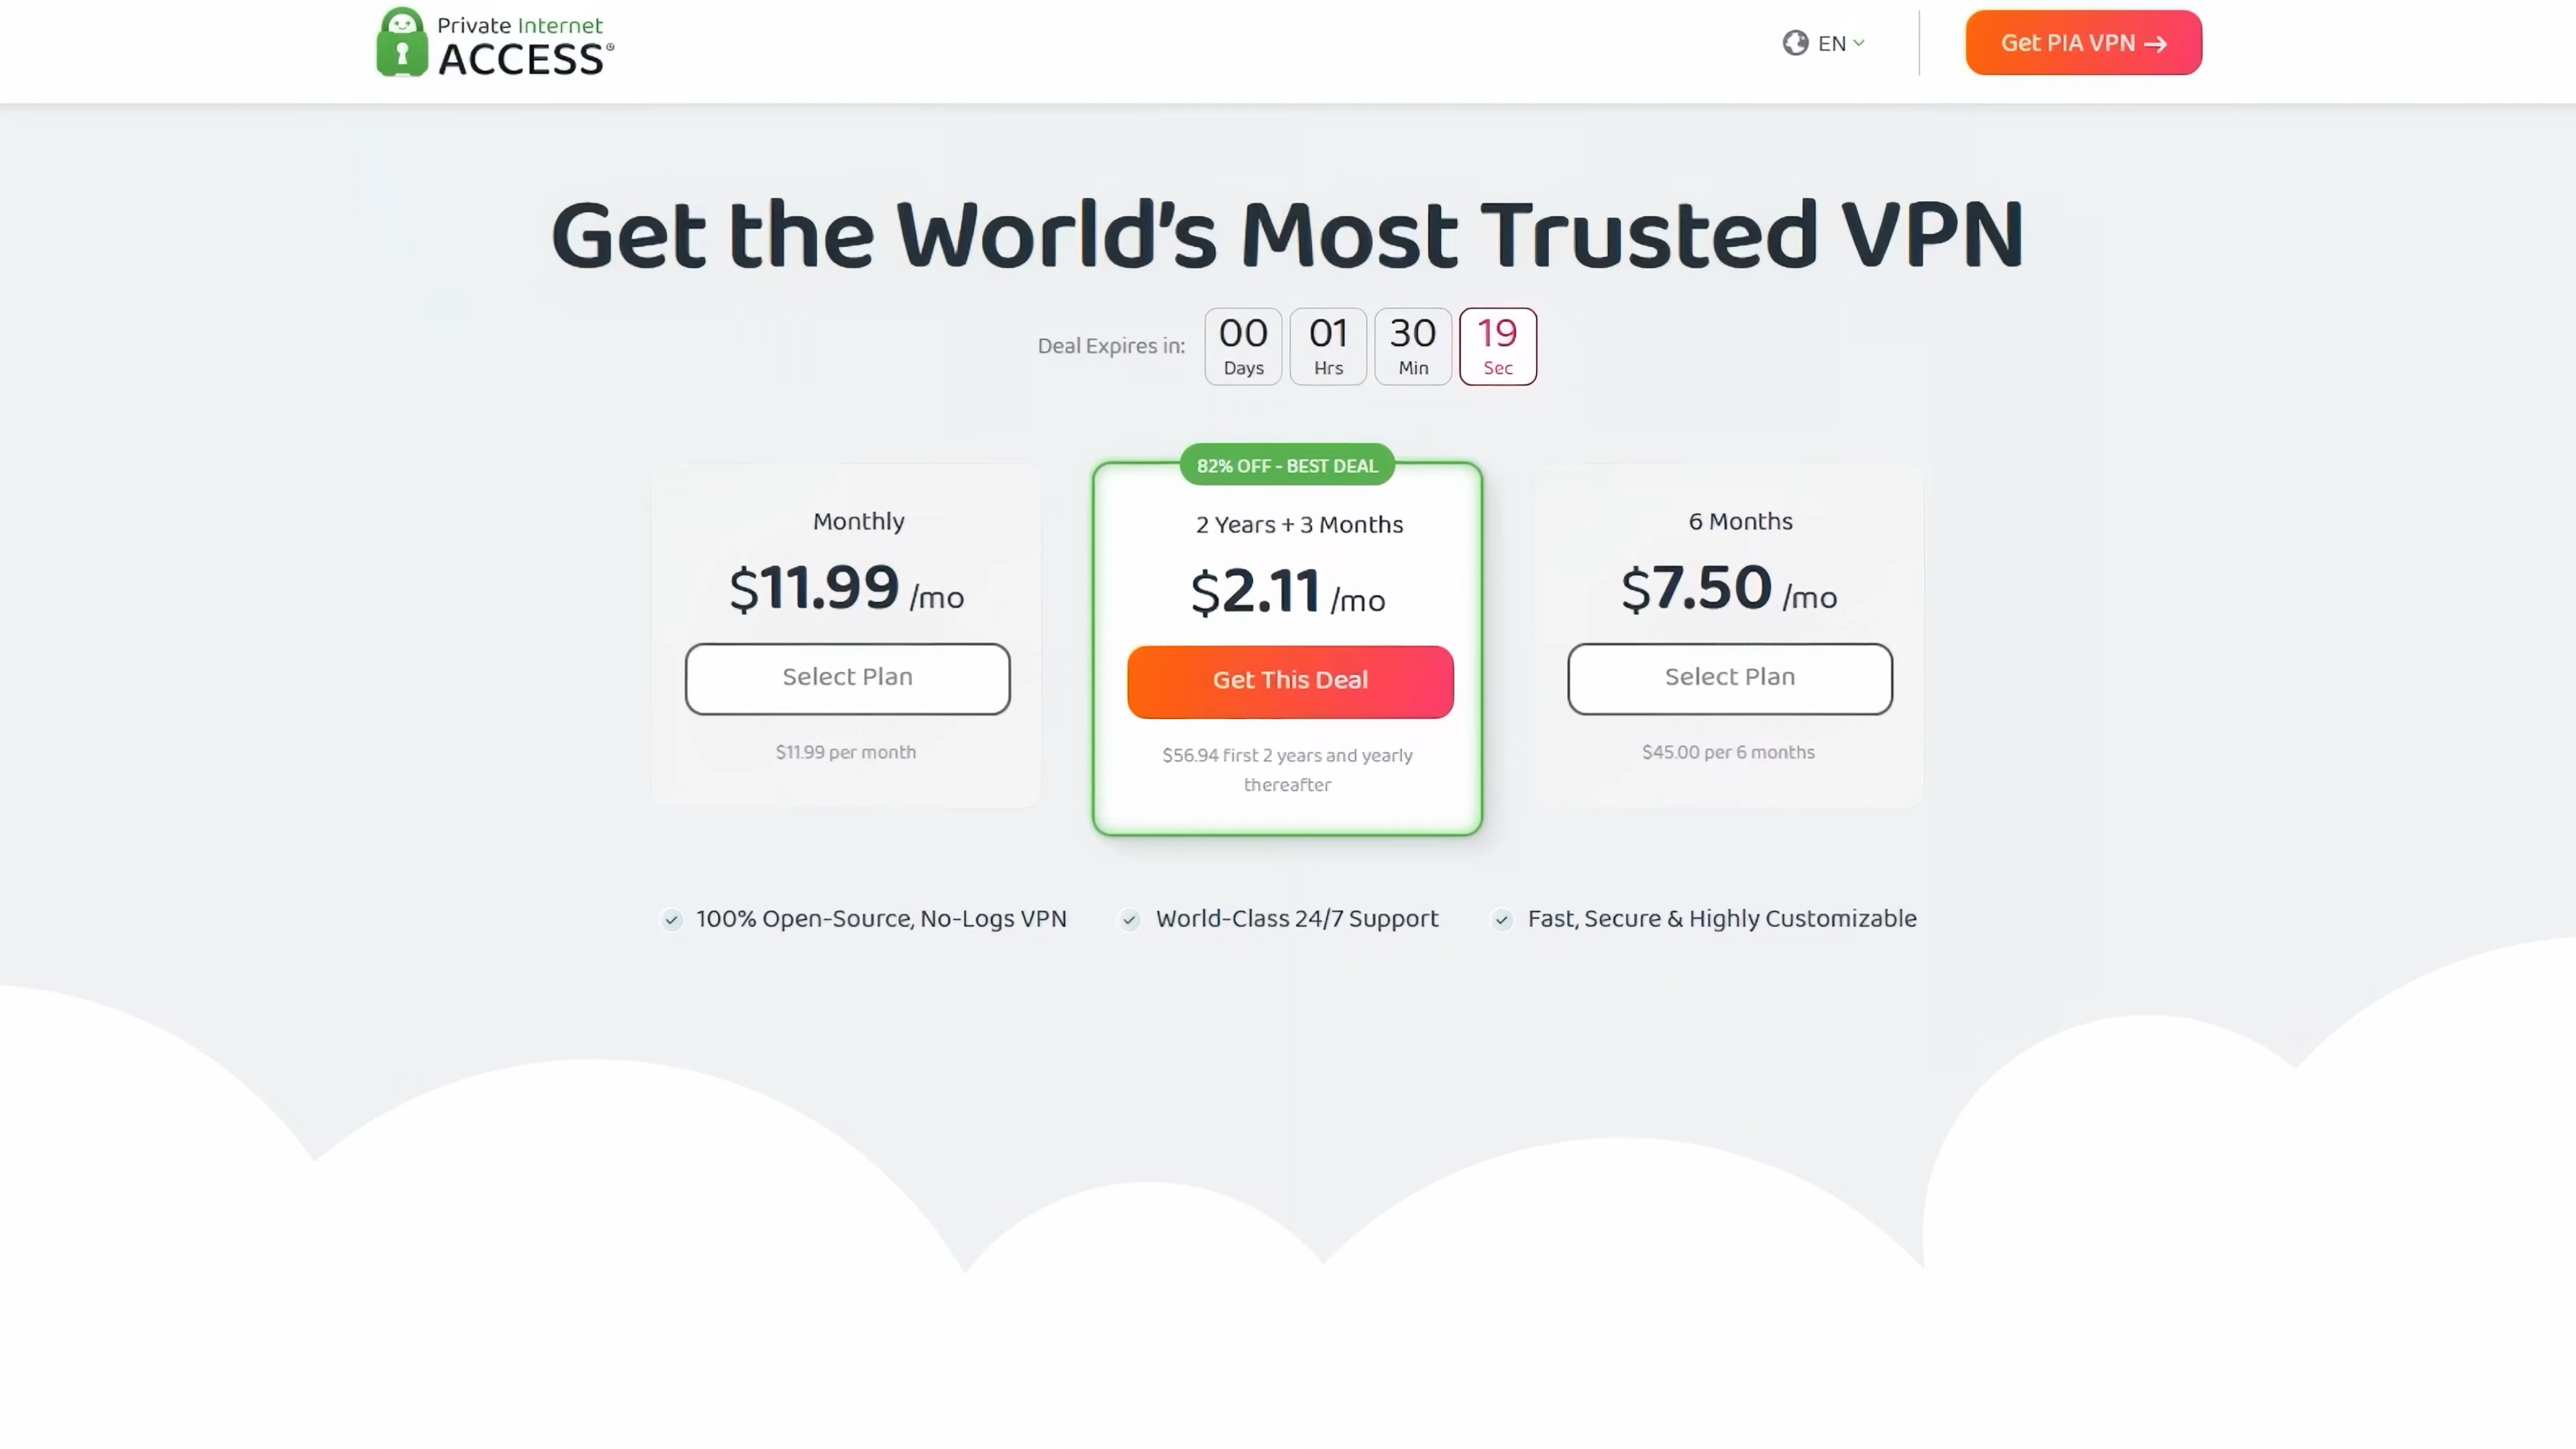 Private Internet
ACCESS®
EN
Get PIA VPN →
Get the World's Most Trusted VPN
Deal Expires in:
00 Days
01 Hrs
30 Min
19 Sec
Monthly
$11.99 /mo
Select Plan
$11.99 per month
82% OFF - BEST DEAL
2 Years + 3 Months
$2.11 /mo
Get This Deal
$56.94 first 2 years and yearly
thereafter
6 Months
$7.50 /mo
Select Plan
$45.00 per 6 months
100% Open-Source, No-Logs VPN
World-Class 24/7 Support
Fast, Secure & Highly Customizable